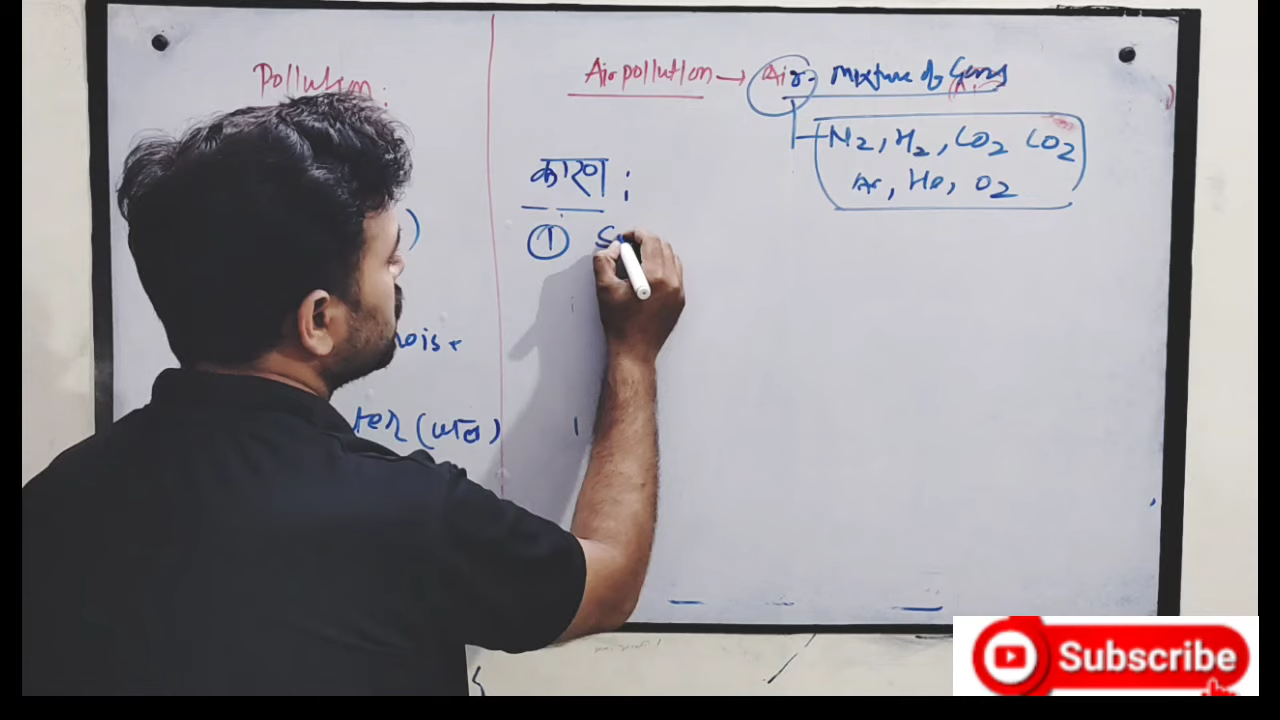 Pollution:
)
nois
ter (जल)
Air pollution → Air - mixture of Gases
N2, H2, CO2 CO2
Ar, He, O2
कारण :
① S
Subscribe